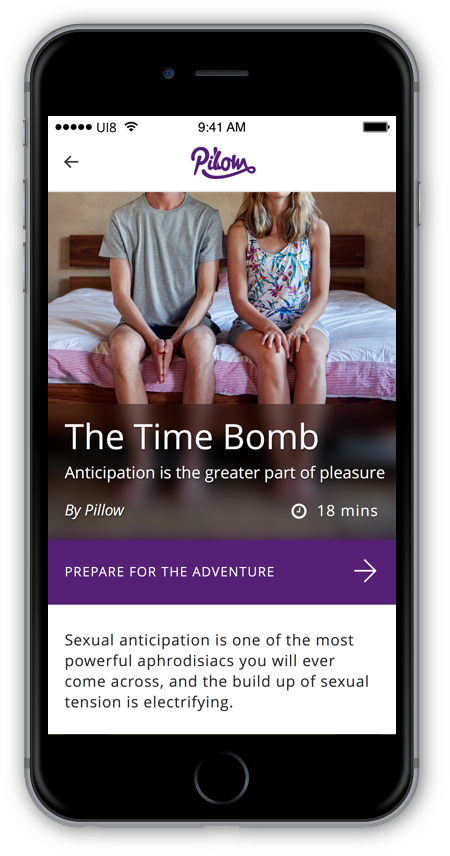 UI8 9:41 AM
Pillow
The Time Bomb
Anticipation is the greater part of pleasure
By Pillow 18 mins
PREPARE FOR THE ADVENTURE
Sexual anticipation is one of the most
powerful aphrodisiacs you will ever
come across, and the build up of sexual
tension is electrifying.